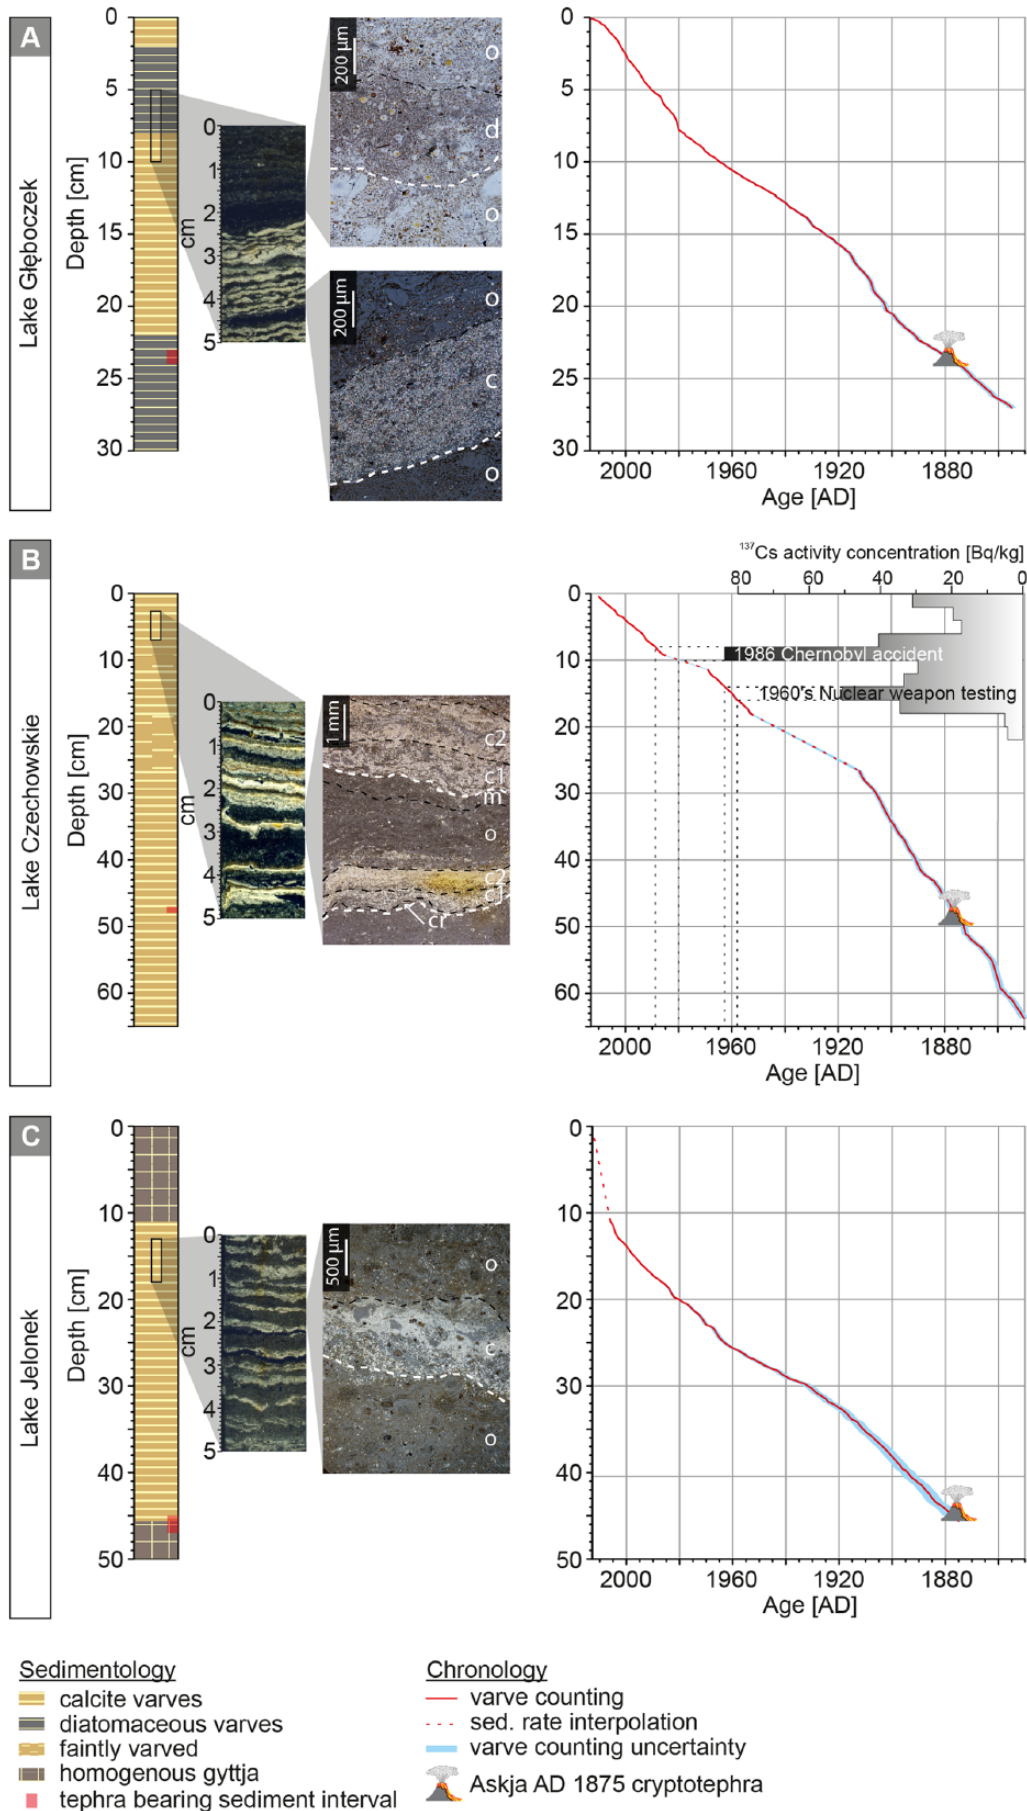 A
Lake Głęboczek
Depth [cm]
0
5
10
15
20
25
30
cm
0
1
2
3
4
5
200 µm
o
d
o
200 µm
o
c
o
0
5
10
15
20
25
30
2000
1960
1920
1880
Age [AD]
B
Lake Czechowskie
Depth [cm]
0
10
20
30
40
50
60
cm
0
1
2
3
4
5
1 mm
c2
c1
m
o
c2
c1
cr
137Cs activity concentration [Bq/kg]
80
60
40
20
0
1986 Chernobyl accident
1960's Nuclear weapon testing
0
10
20
30
40
50
60
2000
1960
1920
1880
Age [AD]
C
Lake Jelonek
Depth [cm]
0
10
20
30
40
50
cm
0
1
2
3
4
5
500 µm
o
c
o
0
10
20
30
40
50
2000
1960
1920
1880
Age [AD]
Sedimentology
calcite varves
diatomaceous varves
faintly varved
homogenous gyttja
tephra bearing sediment interval
Chronology
varve counting
sed. rate interpolation
varve counting uncertainty
Askja AD 1875 cryptotephra